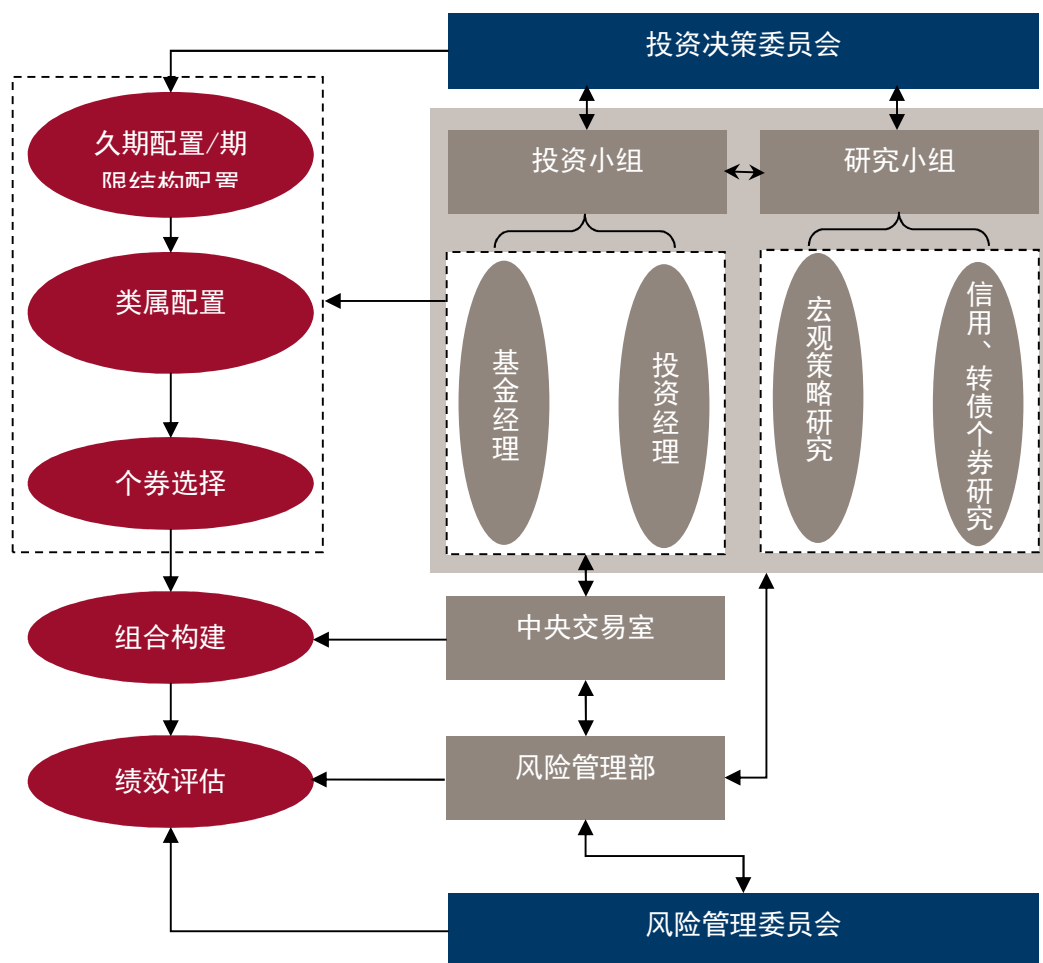 投资决策委员会
久期配置/期
限结构配置
投资小组
研究小组
类属配置
基金经理
投资经理
宏观策略研究
信用、转债个券研究
个券选择
组合构建
中央交易室
绩效评估
风险管理部
风险管理委员会